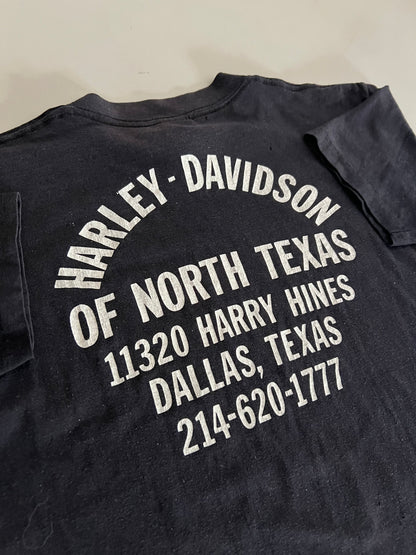 HARLEY-DAVIDSON
OF NORTH TEXAS
11320 HARRY HINES
DALLAS, TEXAS
214-620-1777